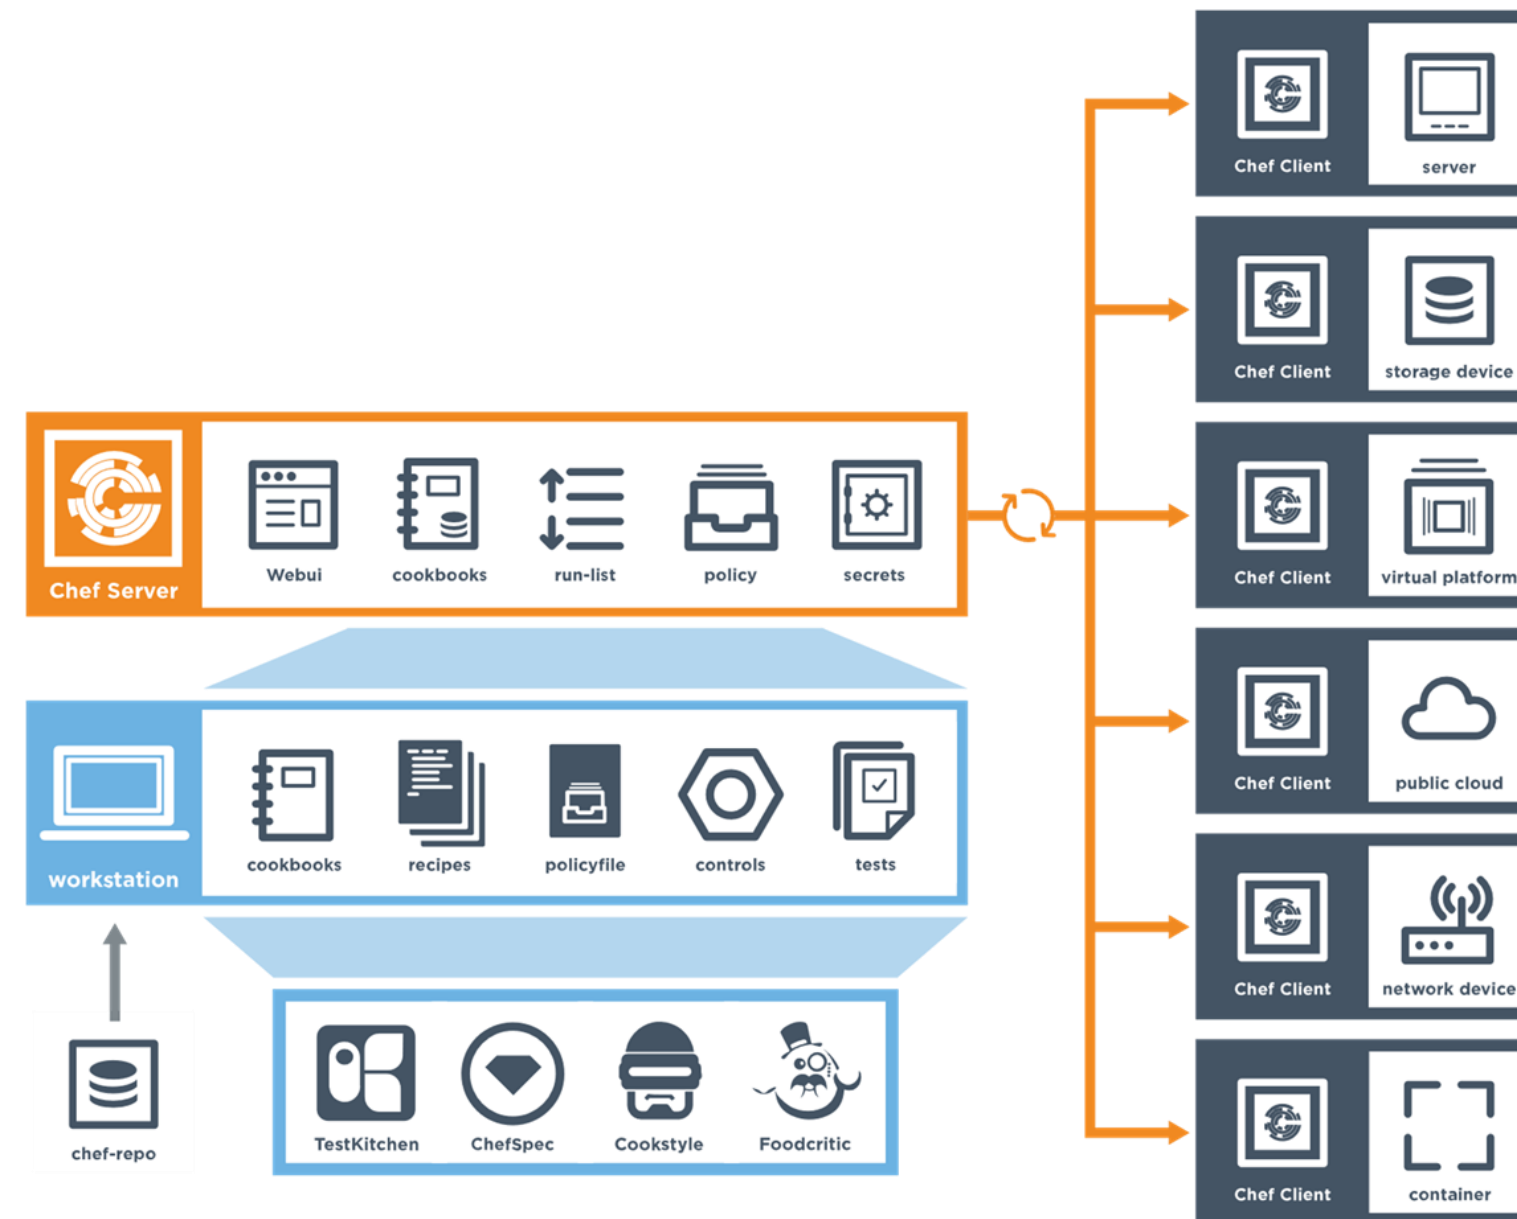 Chef Server
Webui
cookbooks
run-list
policy
secrets
workstation
cookbooks
recipes
policyfile
controls
tests
chef-repo
TestKitchen
ChefSpec
Cookstyle
Foodcritic
Chef Client
server
Chef Client
storage device
Chef Client
virtual platform
Chef Client
public cloud
Chef Client
network device
Chef Client
container